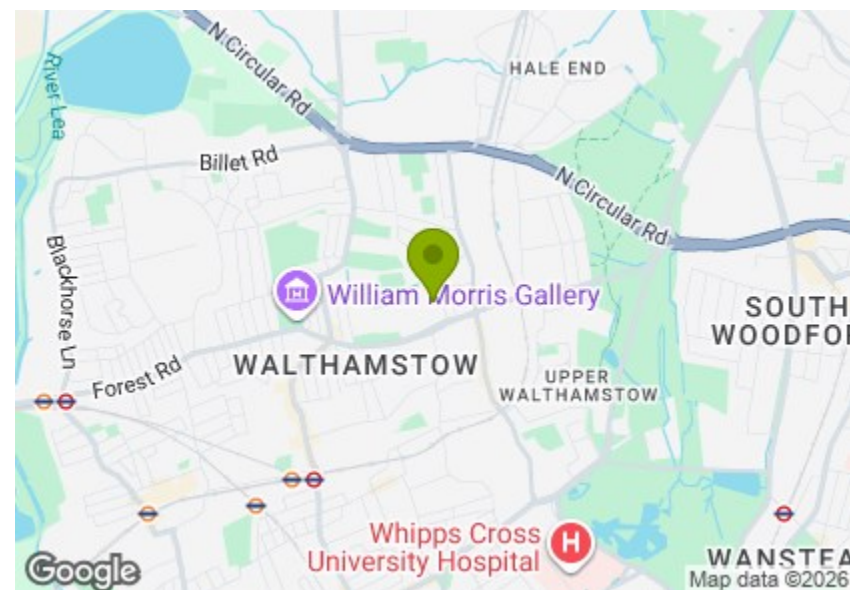 N Circular Rd
HALE END
River Lea
Billet Rd
N Circular Rd
Blackhorse Ln
William Morris Gallery
SOUTH
WOODFO
Forest Rd
WALTHAMSTOW
UPPER
WALTHAMSTOW
Whipps Cross
University Hospital
H
WANSTEA
Google
Map data ©2026